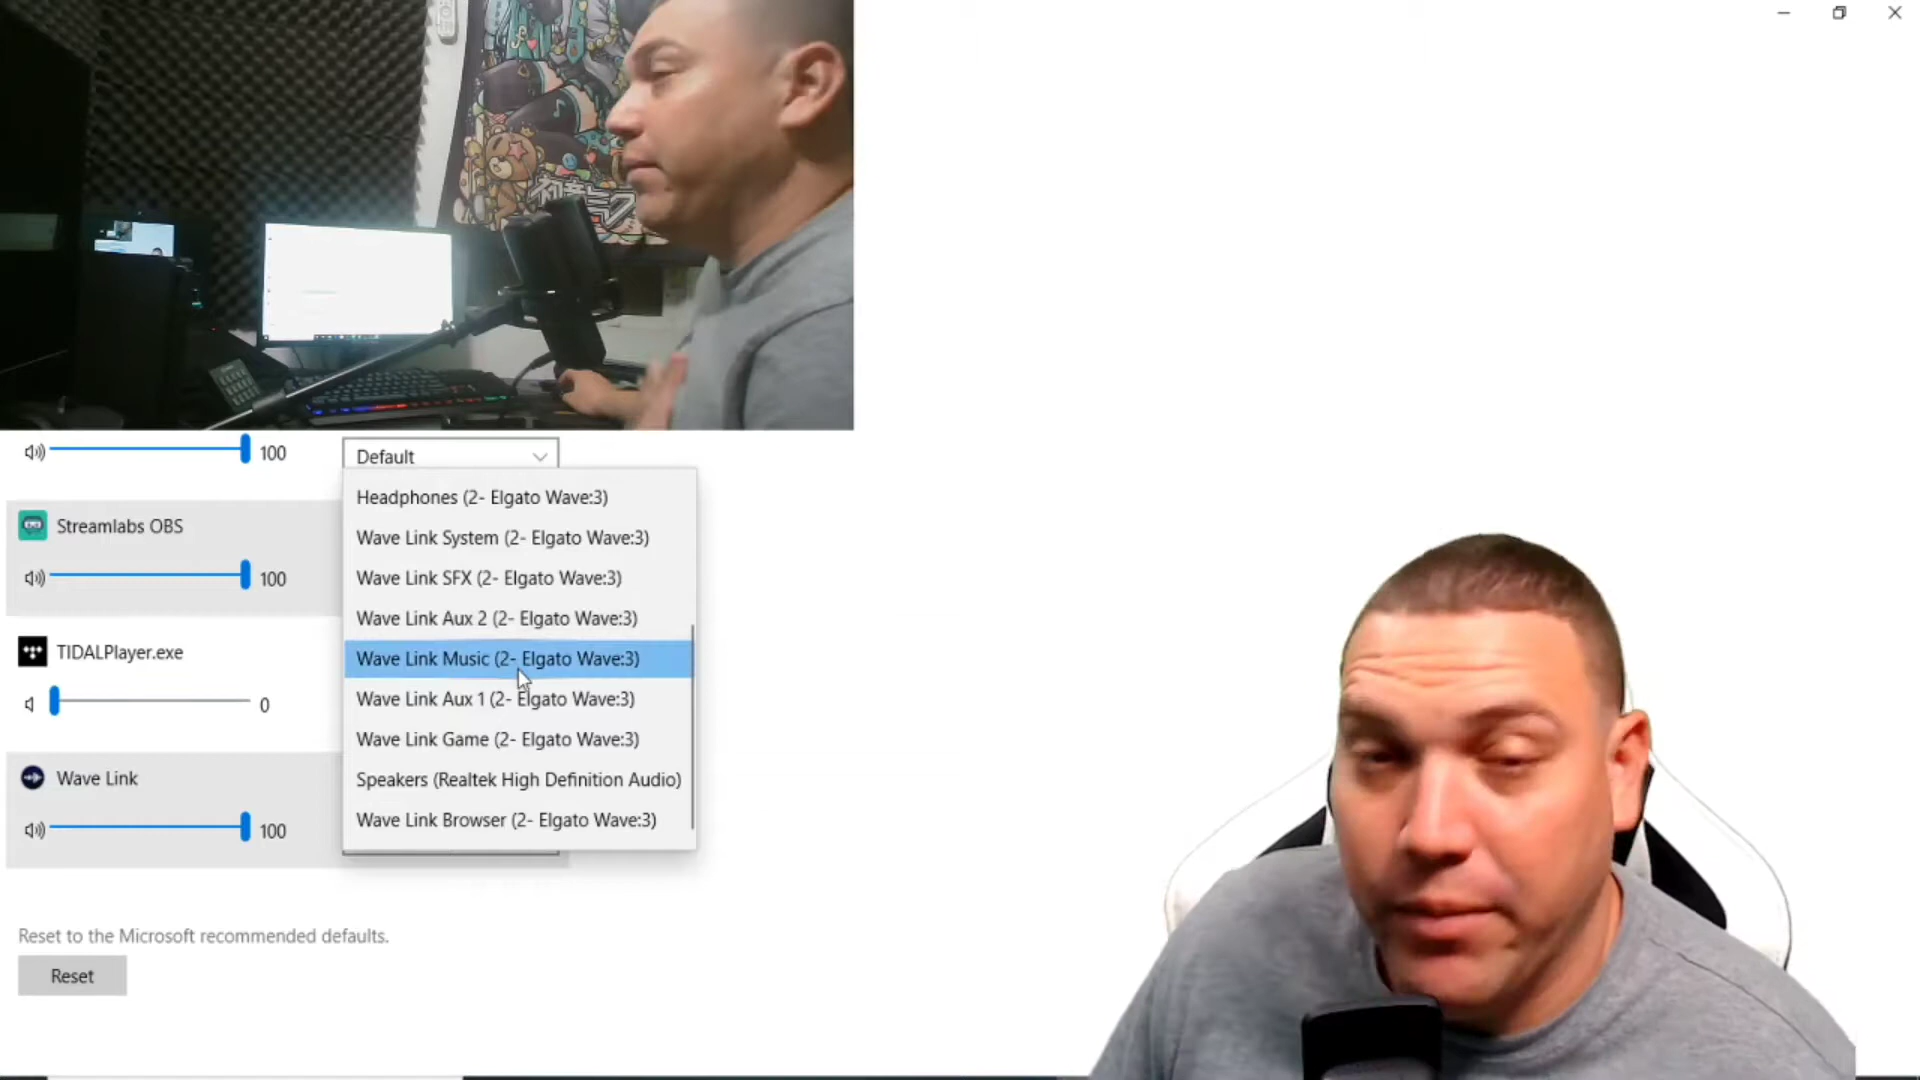 初音ミク
100
Default
Headphones (2- Elgato Wave:3)
Streamlabs OBS
Wave Link System (2- Elgato Wave:3)
100
Wave Link SFX (2- Elgato Wave:3)
Wave Link Aux 2 (2- Elgato Wave:3)
TIDALPlayer.exe
Wave Link Music (2- Elgato Wave:3)
0
Wave Link Aux 1 (2- Elgato Wave:3)
Wave Link Game (2- Elgato Wave:3)
Wave Link
Speakers (Realtek High Definition Audio)
100
Wave Link Browser (2- Elgato Wave:3)
Reset to the Microsoft recommended defaults.
Reset